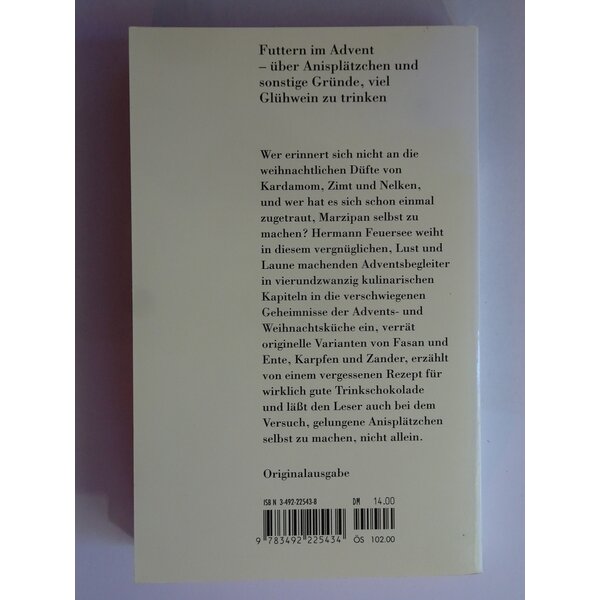 Futtern im Advent
– über Anisplätzchen und
sonstige Gründe, viel
Glühwein zu trinken
Wer erinnert sich nicht an die
weihnachtlichen Düfte von
Kardamom, Zimt und Nelken,
und wer hat es sich schon einmal
zugetraut, Marzipan selbst zu
machen? Hermann Feuersee weiht
in diesem vergnüglichen, Lust und
Laune machenden Adventsbegleiter
in vierundzwanzig kulinarischen
Kapiteln in die verschwiegenen
Geheimnisse der Advents- und
Weihnachtsküche ein, verrät
originelle Varianten von Fasan und
Ente, Karpfen und Zander, erzählt
von einem vergessenen Rezept für
wirklich gute Trinkschokolade
und läßt den Leser auch bei dem
Versuch, gelungene Anisplätzchen
selbst zu machen, nicht allein.
Originalausgabe
ISBN 3-492-22543-8 DM 14.00
9 783492 225434 ÖS 102.00